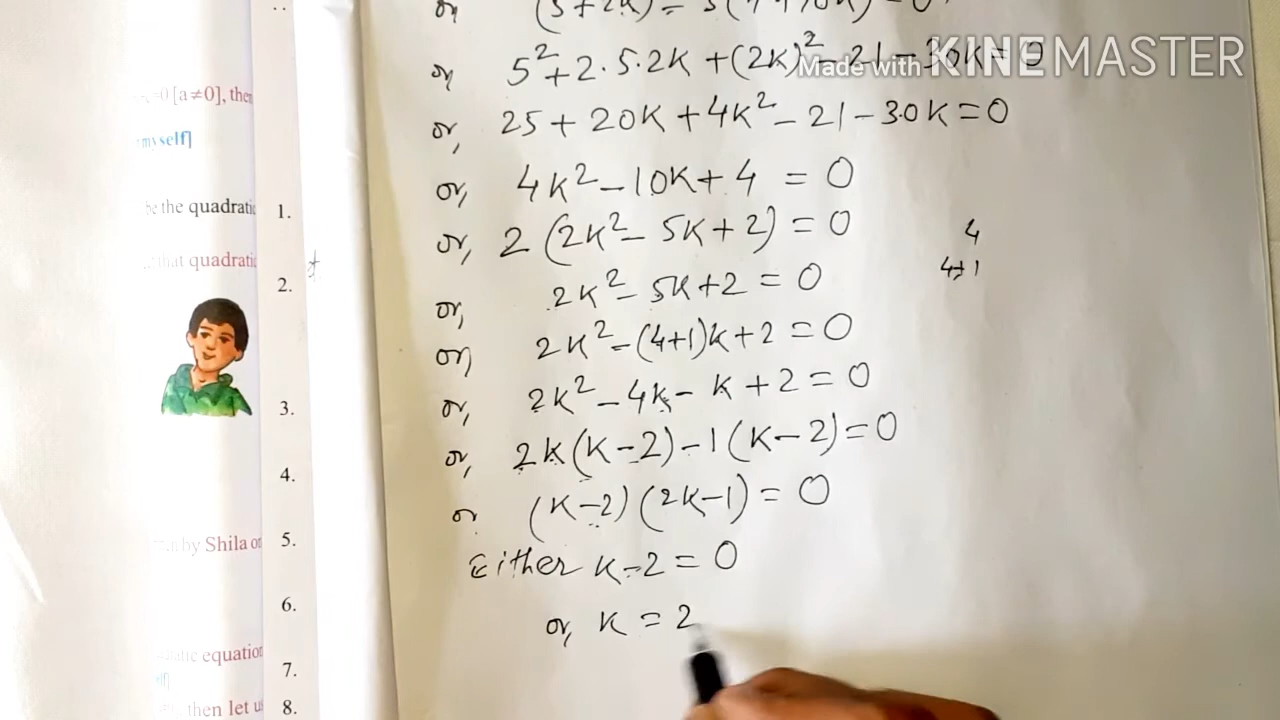 5² + 2·5·2k + (2k)² - 21 - 30k = 0
Made with KINEMASTER
or, 25 + 20k + 4k² - 21 - 30k = 0
or, 4k² - 10k + 4 = 0
or, 2 (2k² - 5k + 2) = 0
or, 2k² - 5k + 2 = 0
or, 2k² - (4+1)k + 2 = 0
or, 2k² - 4k - k + 2 = 0
or, 2k(k-2) - 1(k-2) = 0
or (k-2) (2k-1) = 0
Either k-2 = 0
or, k = 2
4
4+1
=0 [a≠0], then
myself]
be the quadratic
that quadratic
by Shila or
equation
, then let u
1.
2.
3.
4.
5.
6.
7.
8.